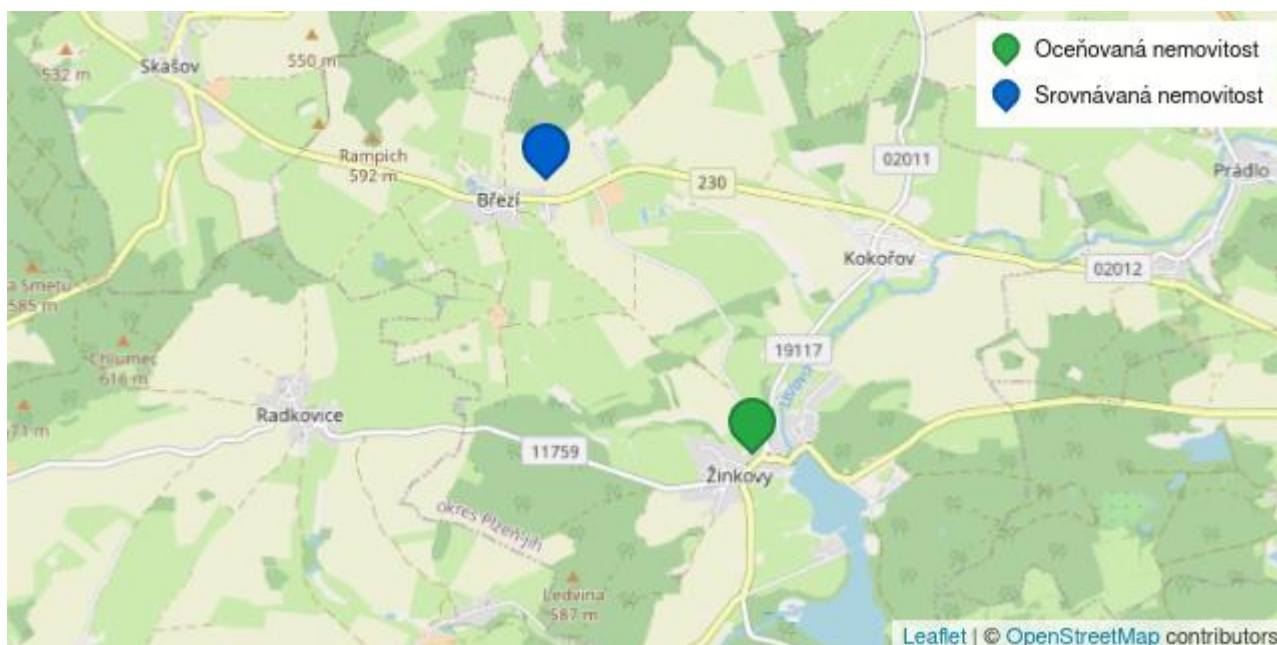 Oceňovaná nemovitost
Srovnávaná nemovitost
532 m
Skašov
550 m
Rampich
592 m
02011
Prádlo
230
Březí
Kokořov
02012
585 m
Chlumec
616 m
19117
Radkovice
11759
Žinkovy
okres Plzeň-jih
Ledvina
587 m
Leaflet | © OpenStreetMap contributors